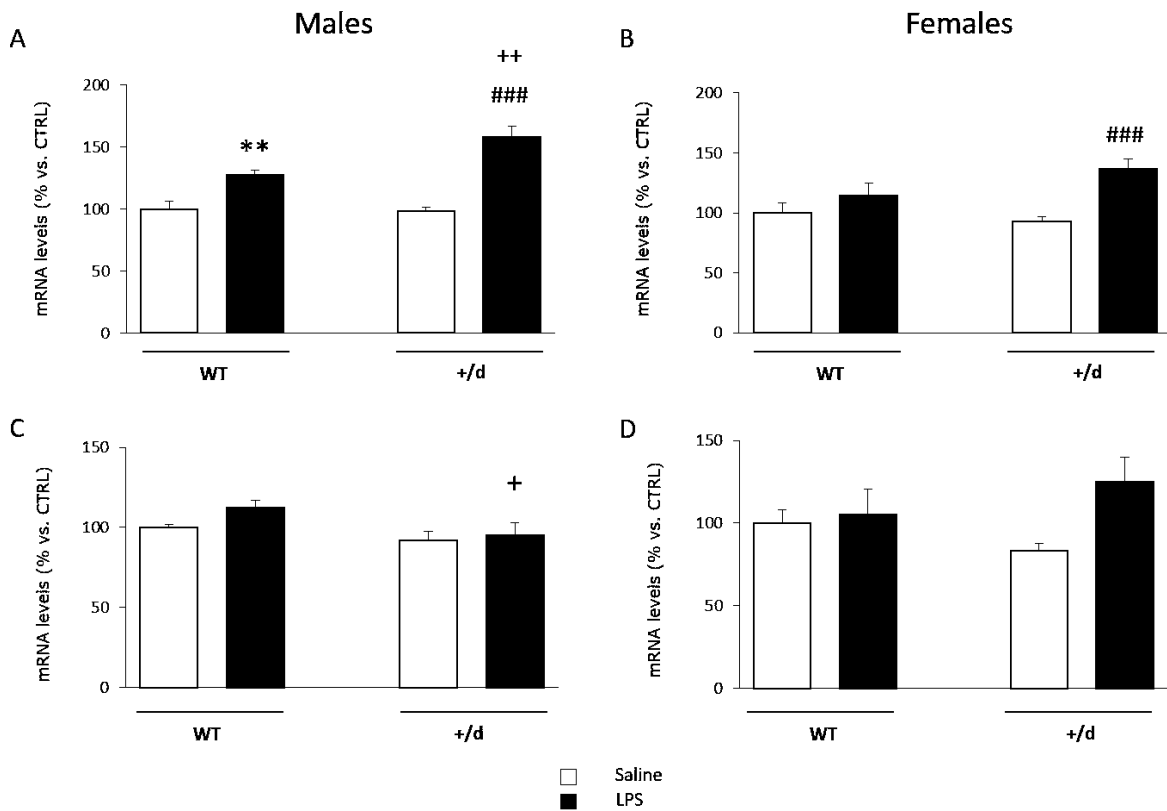 Males
Females
A
B
++
###
**
200
150
100
50
0
mRNA levels (% vs. CTRL)
WT
+/d
###
200
150
100
50
0
mRNA levels (% vs. CTRL)
WT
+/d
C
D
+
150
100
50
0
mRNA levels (% vs. CTRL)
WT
+/d
150
100
50
0
mRNA levels (% vs. CTRL)
WT
+/d
Saline
LPS